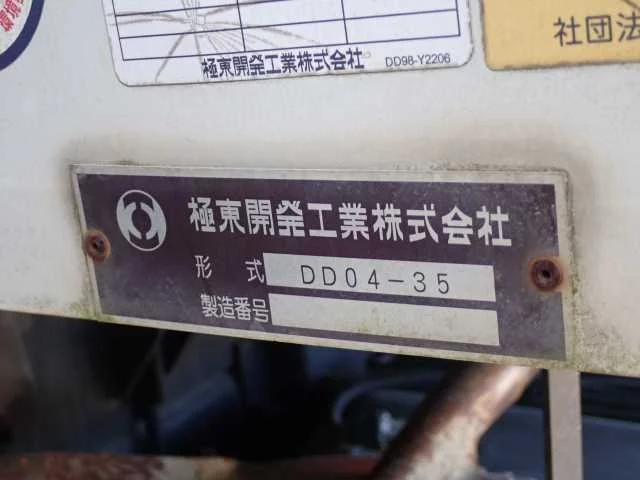 極東開発工業株式会社
DD98-Y2206
社団法
極東開発工業株式会社
形式 DD04-35
製造番号